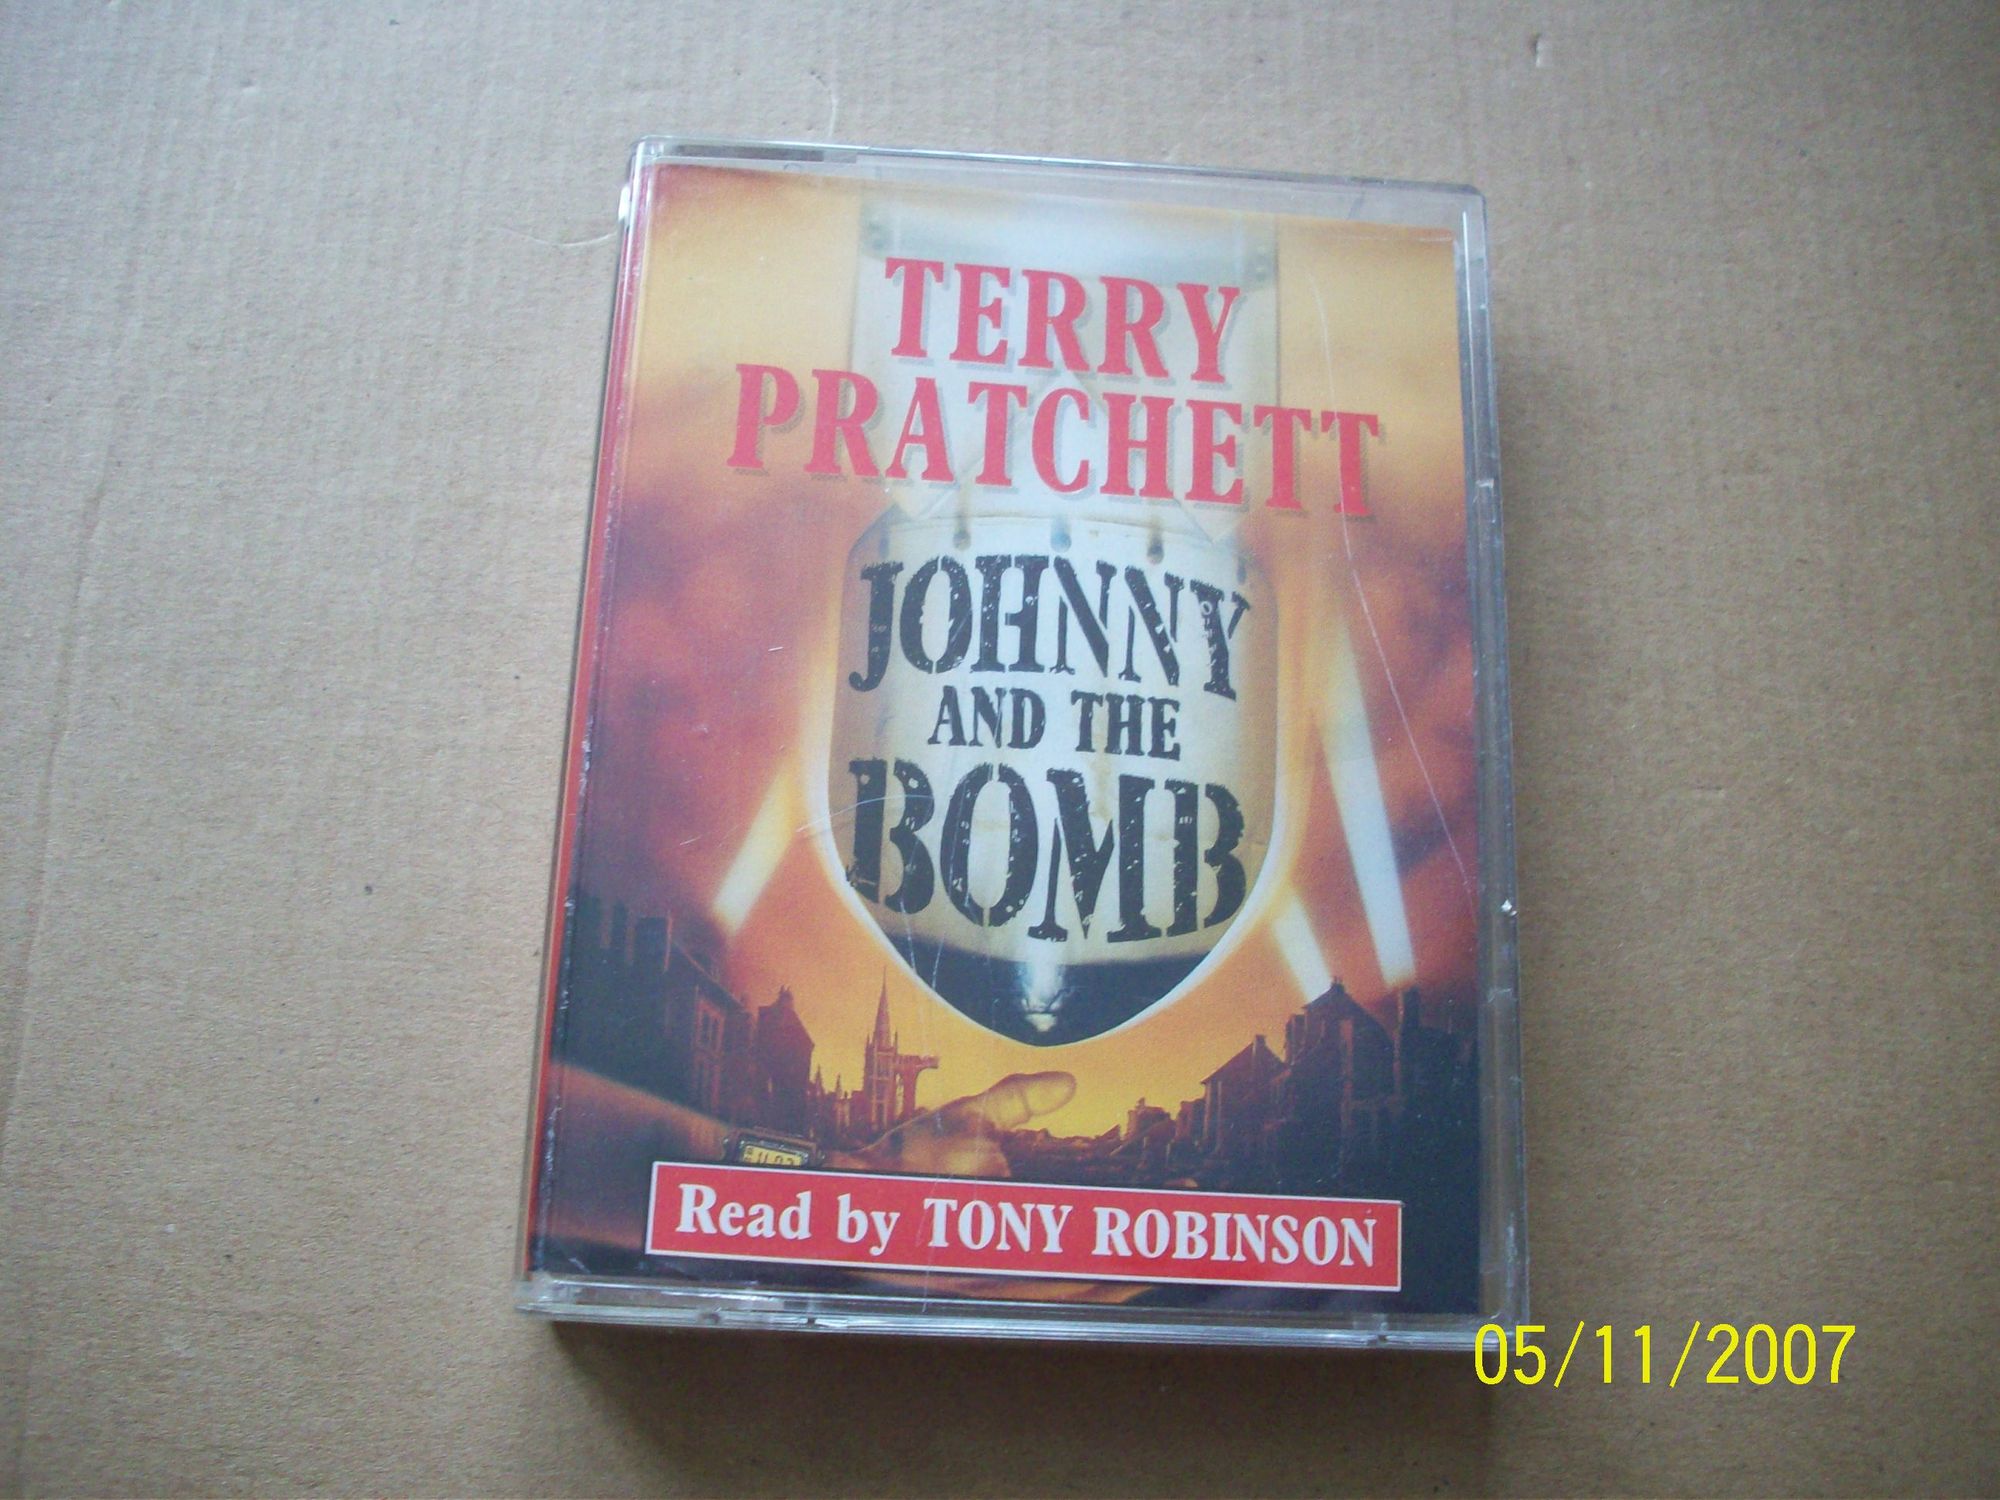 TERRY
PRATCHETT
JOHNNY
AND THE
BOMB
Read by TONY ROBINSON
05/11/2007